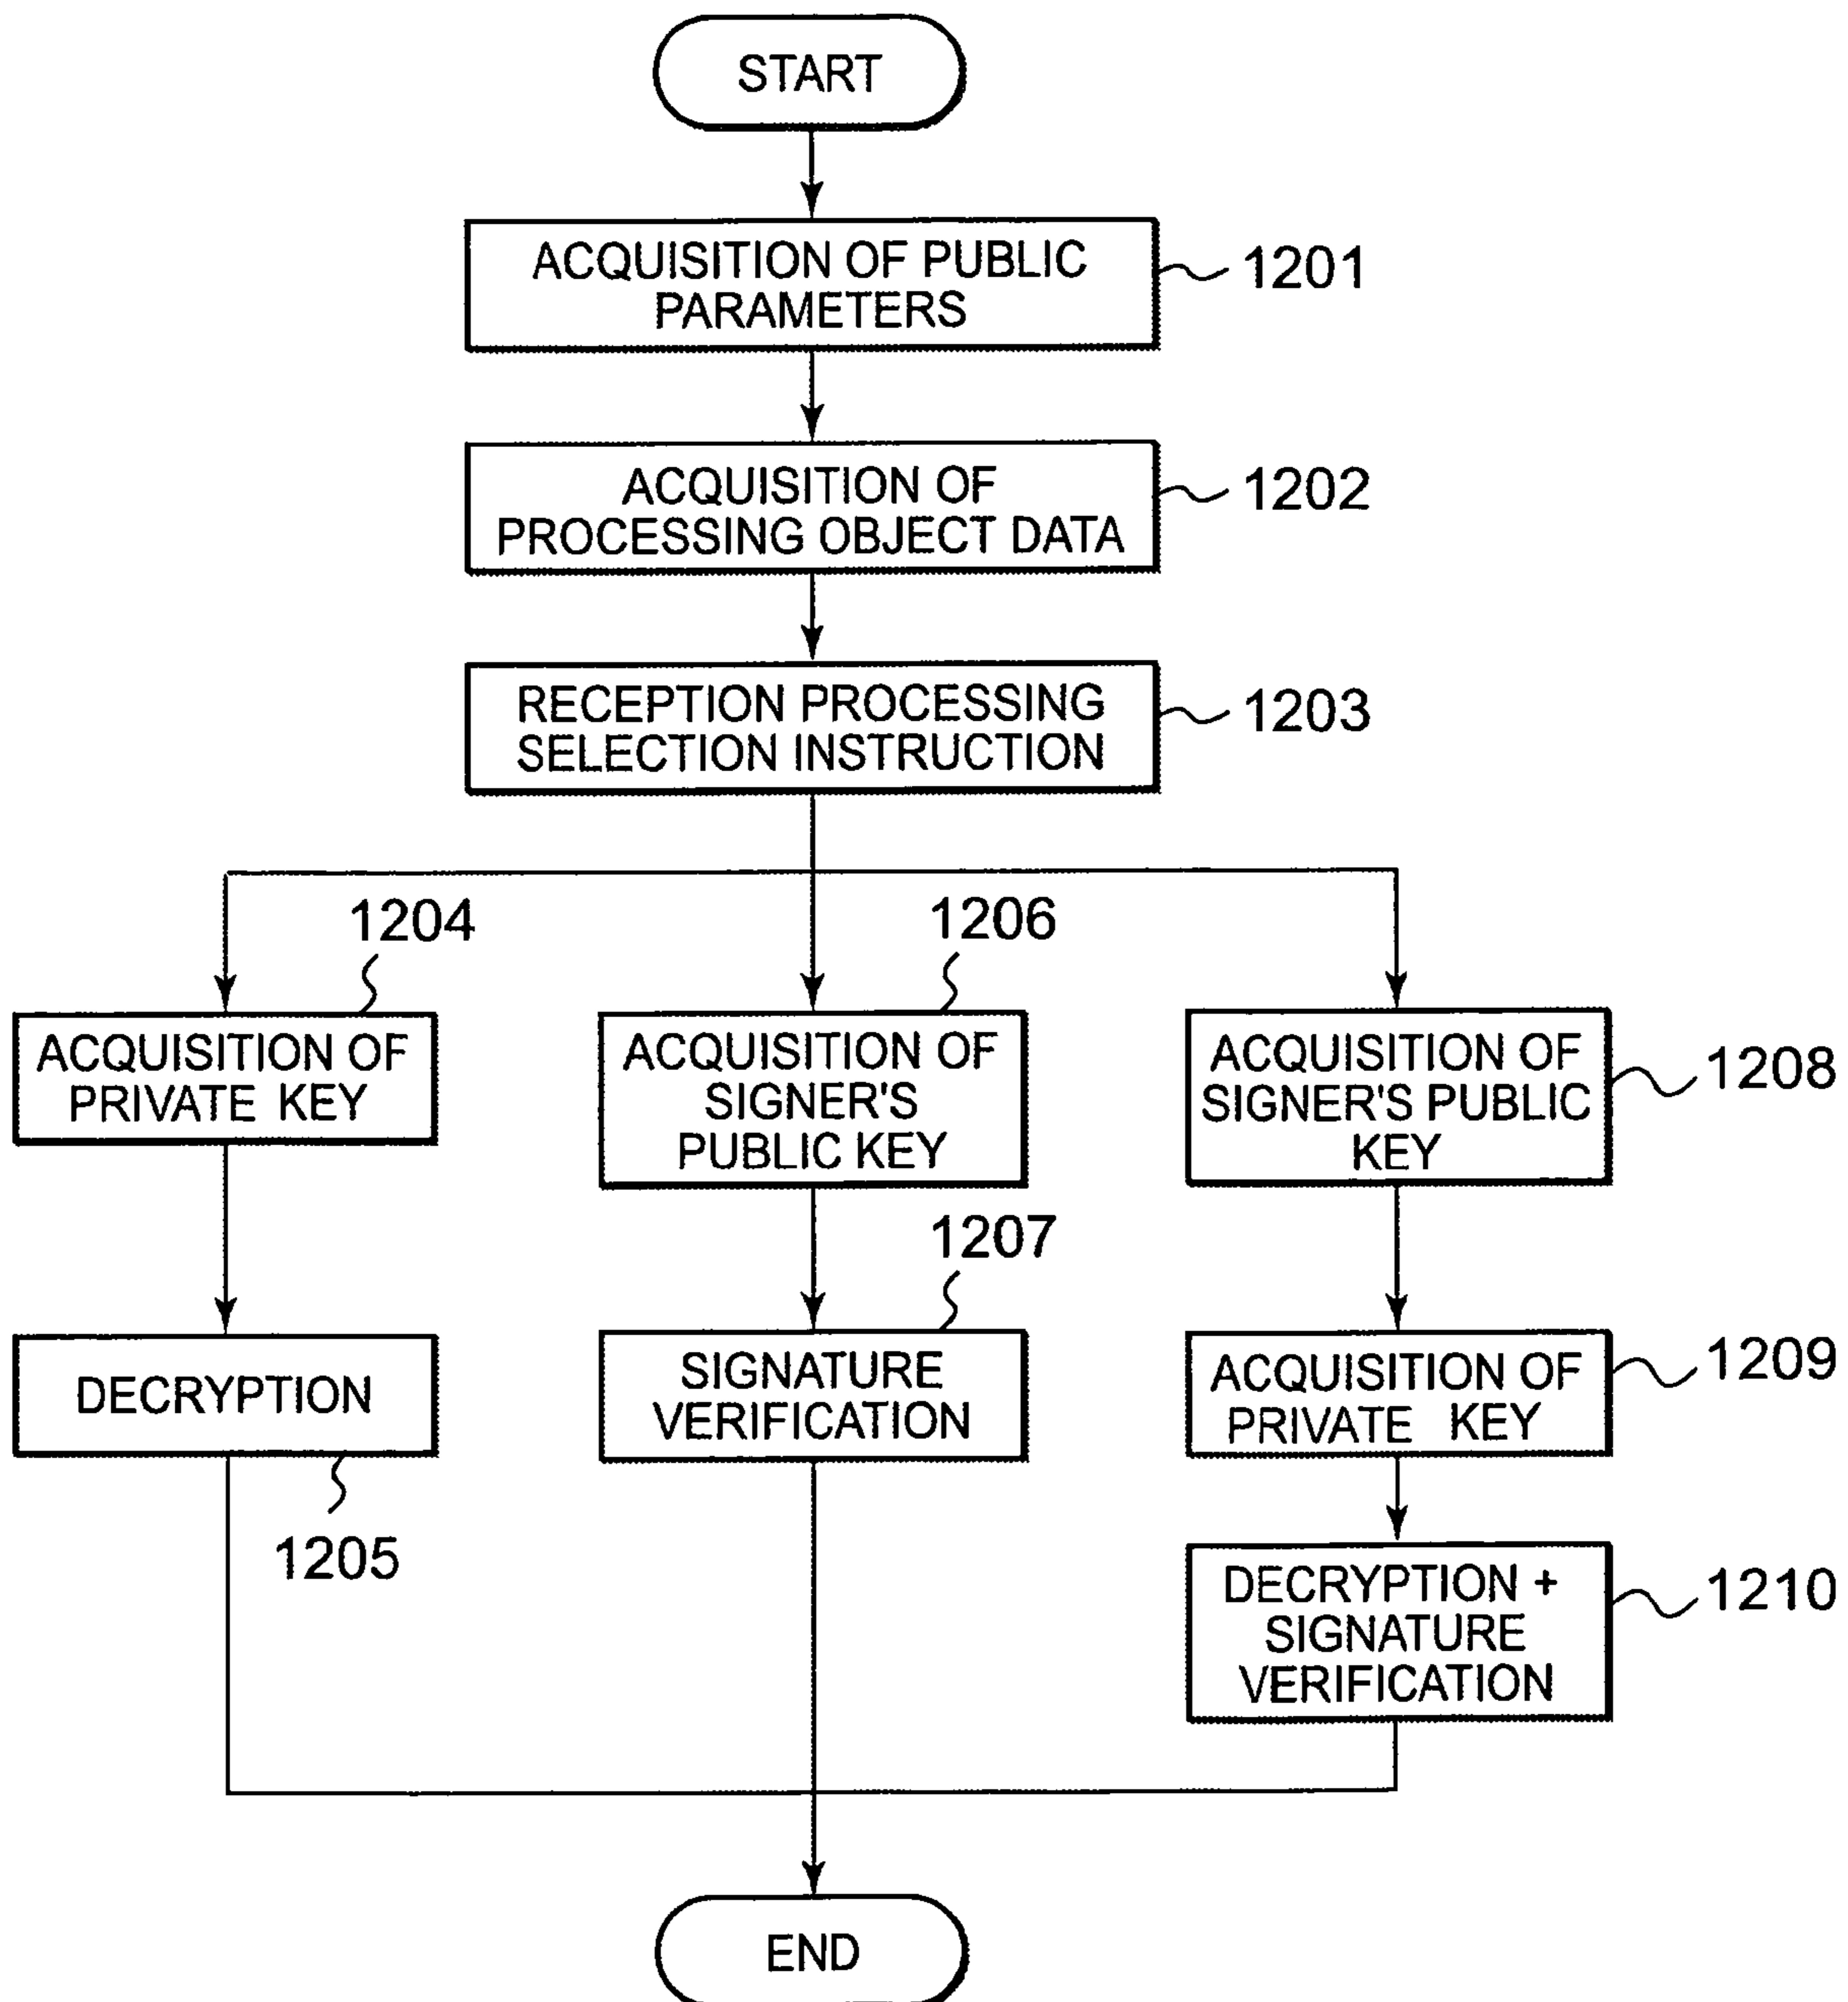 START
ACQUISITION OF PUBLIC
PARAMETERS
1201
ACQUISITION OF
PROCESSING OBJECT DATA
1202
RECEPTION PROCESSING
SELECTION INSTRUCTION
1203
1204
ACQUISITION OF
PRIVATE KEY
1206
ACQUISITION OF
SIGNER'S
PUBLIC KEY
ACQUISITION OF
SIGNER'S PUBLIC
KEY
1208
DECRYPTION
1205
1207
SIGNATURE
VERIFICATION
ACQUISITION OF
PRIVATE KEY
1209
DECRYPTION +
SIGNATURE
VERIFICATION
1210
END